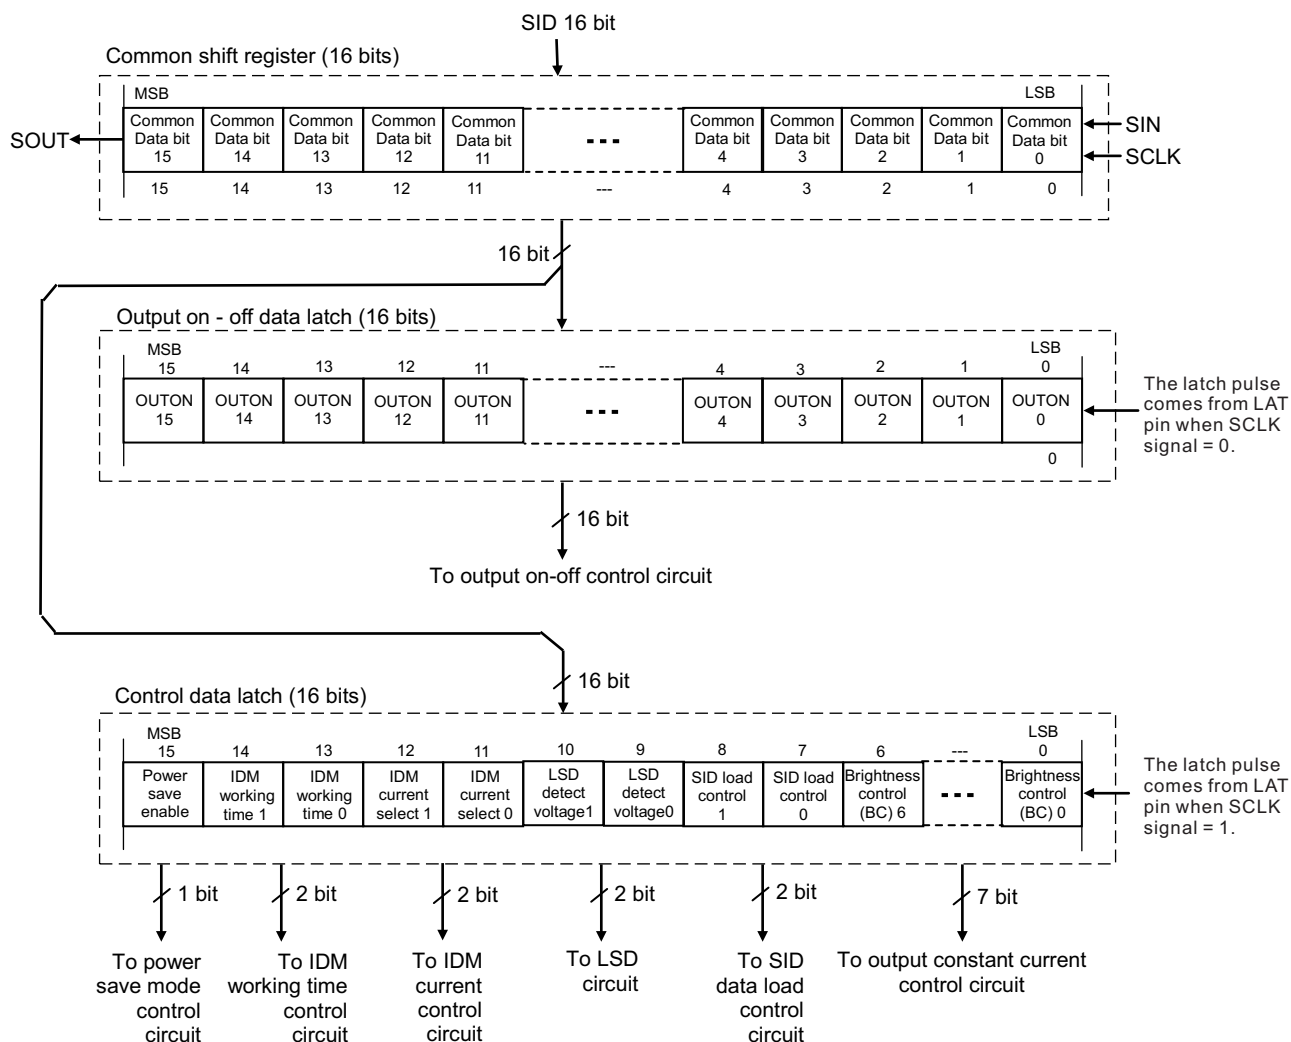 SID 16 bit
Common shift register (16 bits)
MSB LSB
Common Data bit 15 Common Data bit 14 Common Data bit 13 Common Data bit 12 Common Data bit 11 --- Common Data bit 4 Common Data bit 3 Common Data bit 2 Common Data bit 1 Common Data bit 0
SOUT
SIN
SCLK
15 14 13 12 11 --- 4 3 2 1 0
16 bit
Output on - off data latch (16 bits)
MSB LSB
15 14 13 12 11 --- 4 3 2 1 0
OUTON 15 OUTON 14 OUTON 13 OUTON 12 OUTON 11 --- OUTON 4 OUTON 3 OUTON 2 OUTON 1 OUTON 0
0
The latch pulse
comes from LAT
pin when SCLK
signal = 0.
16 bit
To output on-off control circuit
16 bit
Control data latch (16 bits)
MSB LSB
15 14 13 12 11 10 9 8 7 6 --- 0
Power save enable IDM working time 1 IDM working time 0 IDM current select 1 IDM current select 0 LSD detect voltage1 LSD detect voltage0 SID load control 1 SID load control 0 Brightness control (BC) 6 --- Brightness control (BC) 0
The latch pulse
comes from LAT
pin when SCLK
signal = 1.
1 bit 2 bit 2 bit 2 bit 2 bit 7 bit
To power
save mode
control
circuit
To IDM
working time
control
circuit
To IDM
current
control
circuit
To LSD
circuit
To SID
data load
control
circuit
To output constant current
control circuit